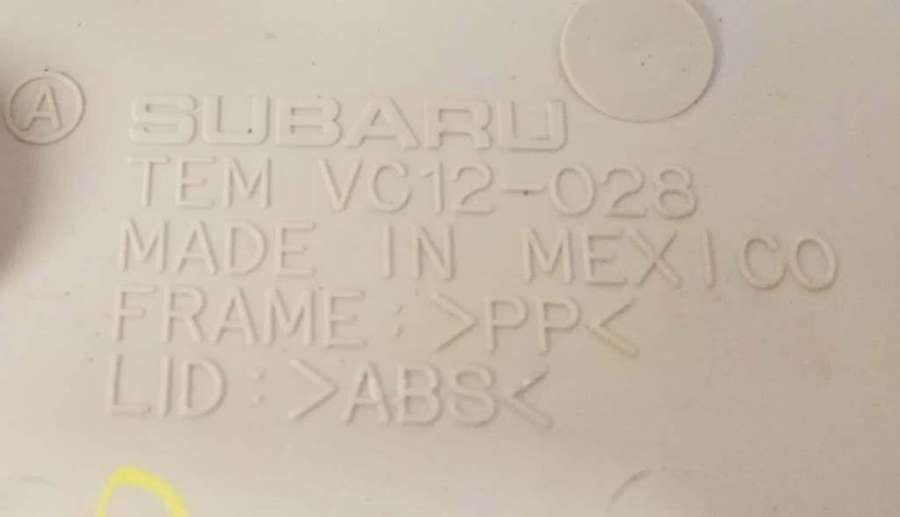 A
SUBARU
TEM VC12-028
MADE IN MEXICO
FRAME:>PP<
LID:>ABS<